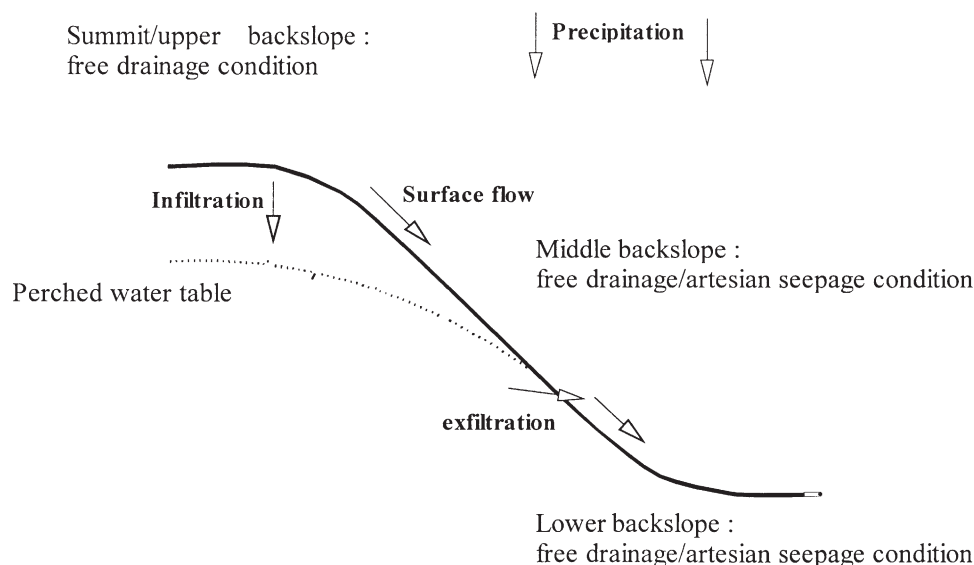 Summit/upper backslope :
free drainage condition
Precipitation
Infiltration
Surface flow
Middle backslope :
free drainage/artesian seepage condition
Perched water table
exfiltration
Lower backslope :
free drainage/artesian seepage condition